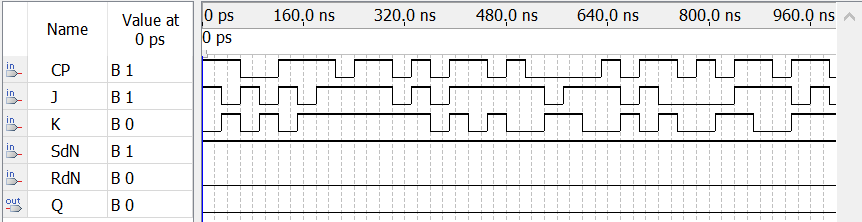 Name
Value at
0 ps
0 ps
160.0 ns
320.0 ns
480.0 ns
640.0 ns
800.0 ns
960.0 ns
0 ps
in
CP
B 1
in
J
B 1
in
K
B 0
in
SdN
B 1
in
RdN
B 0
out
Q
B 0